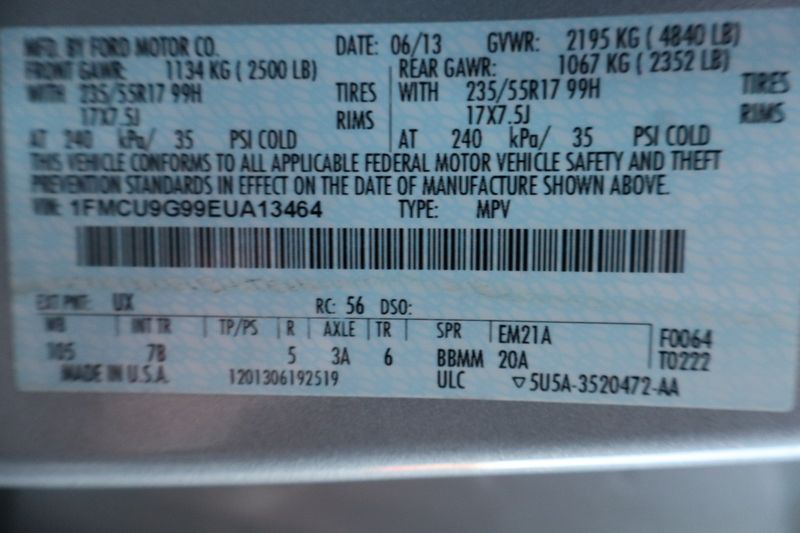 MFD. BY FORD MOTOR CO. DATE: 06/13 GVWR: 2195 KG ( 4840 LB)
FRONT GAWR: 1134 KG ( 2500 LB) REAR GAWR: 1067 KG ( 2352 LB)
WITH 235/55R17 99H TIRES WITH 235/55R17 99H TIRES
17X7.5J RIMS 17X7.5J RIMS
AT 240 kPa/ 35 PSI COLD AT 240 kPa/ 35 PSI COLD
THIS VEHICLE CONFORMS TO ALL APPLICABLE FEDERAL MOTOR VEHICLE SAFETY AND THEFT
PREVENTION STANDARDS IN EFFECT ON THE DATE OF MANUFACTURE SHOWN ABOVE.
VIN: 1FMCU9G99EUA13464 TYPE: MPV
EXT PNT: UX RC: 56 DSO:
WB INT TR TP/PS R AXLE TR SPR EM21A F0064
105 7B 5 3A 6 BBMM 20A T0222
MADE IN U.S.A. 1201306192519 ULC ▽5U5A-3520472-AA